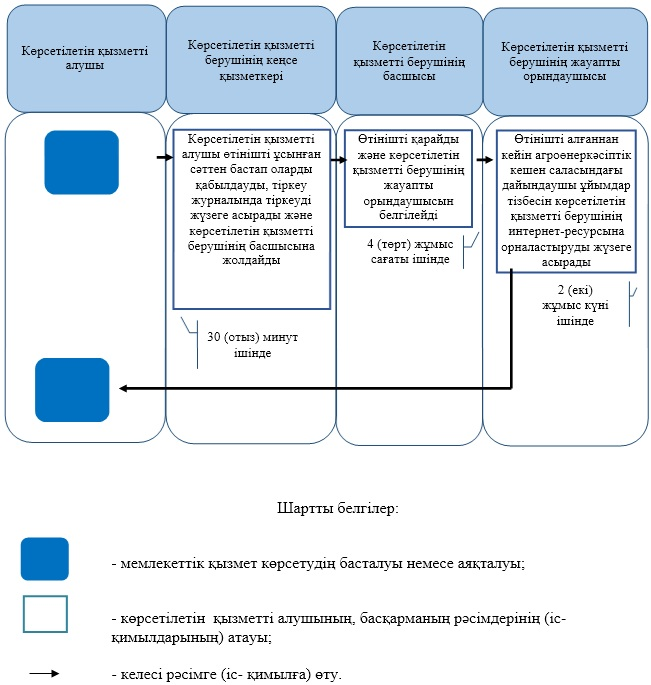 Көрсетілетін қызметті
алушы
Көрсетілетін қызметті
берушінің кеңсе
қызметкері
Көрсетілетін
қызметті берушінің
басшысы
Көрсетілетін қызметті
берушінің жауапты
орындаушысы
Көрсетілетін қызметті
алушы өтінішті ұсынған
сәттен бастап оларды
қабылдауды, тіркеу
журналында тіркеуді
жүзеге асырады және
көрсетілетін қызметті
берушінің басшысына
жолдайды
30 (отыз) минут
ішінде
Өтінішті қарайды
және көрсетілетін
қызметті берушінің
жауапты
орындаушысын
белгілейді
4 (төрт) жұмыс
сағаты ішінде
Өтінішті алғаннан
кейін агроөнеркәсіптік
кешен саласындағы
дайындаушы ұйымдар
тізбесін көрсетілетін
қызметті берушінің
интернет-ресурсына
орналастыруды жүзеге
асырады
2 (екі)
жұмыс күні
ішінде
Шартты белгілер:
- мемлекеттік қызмет көрсетудің басталуы немесе аяқталуы;
- көрсетілетін қызметті алушының, басқарманың рәсімдерінің (іс-
қимылдарының) атауы;
- келесі рәсімге (іс- қимылға) өту.